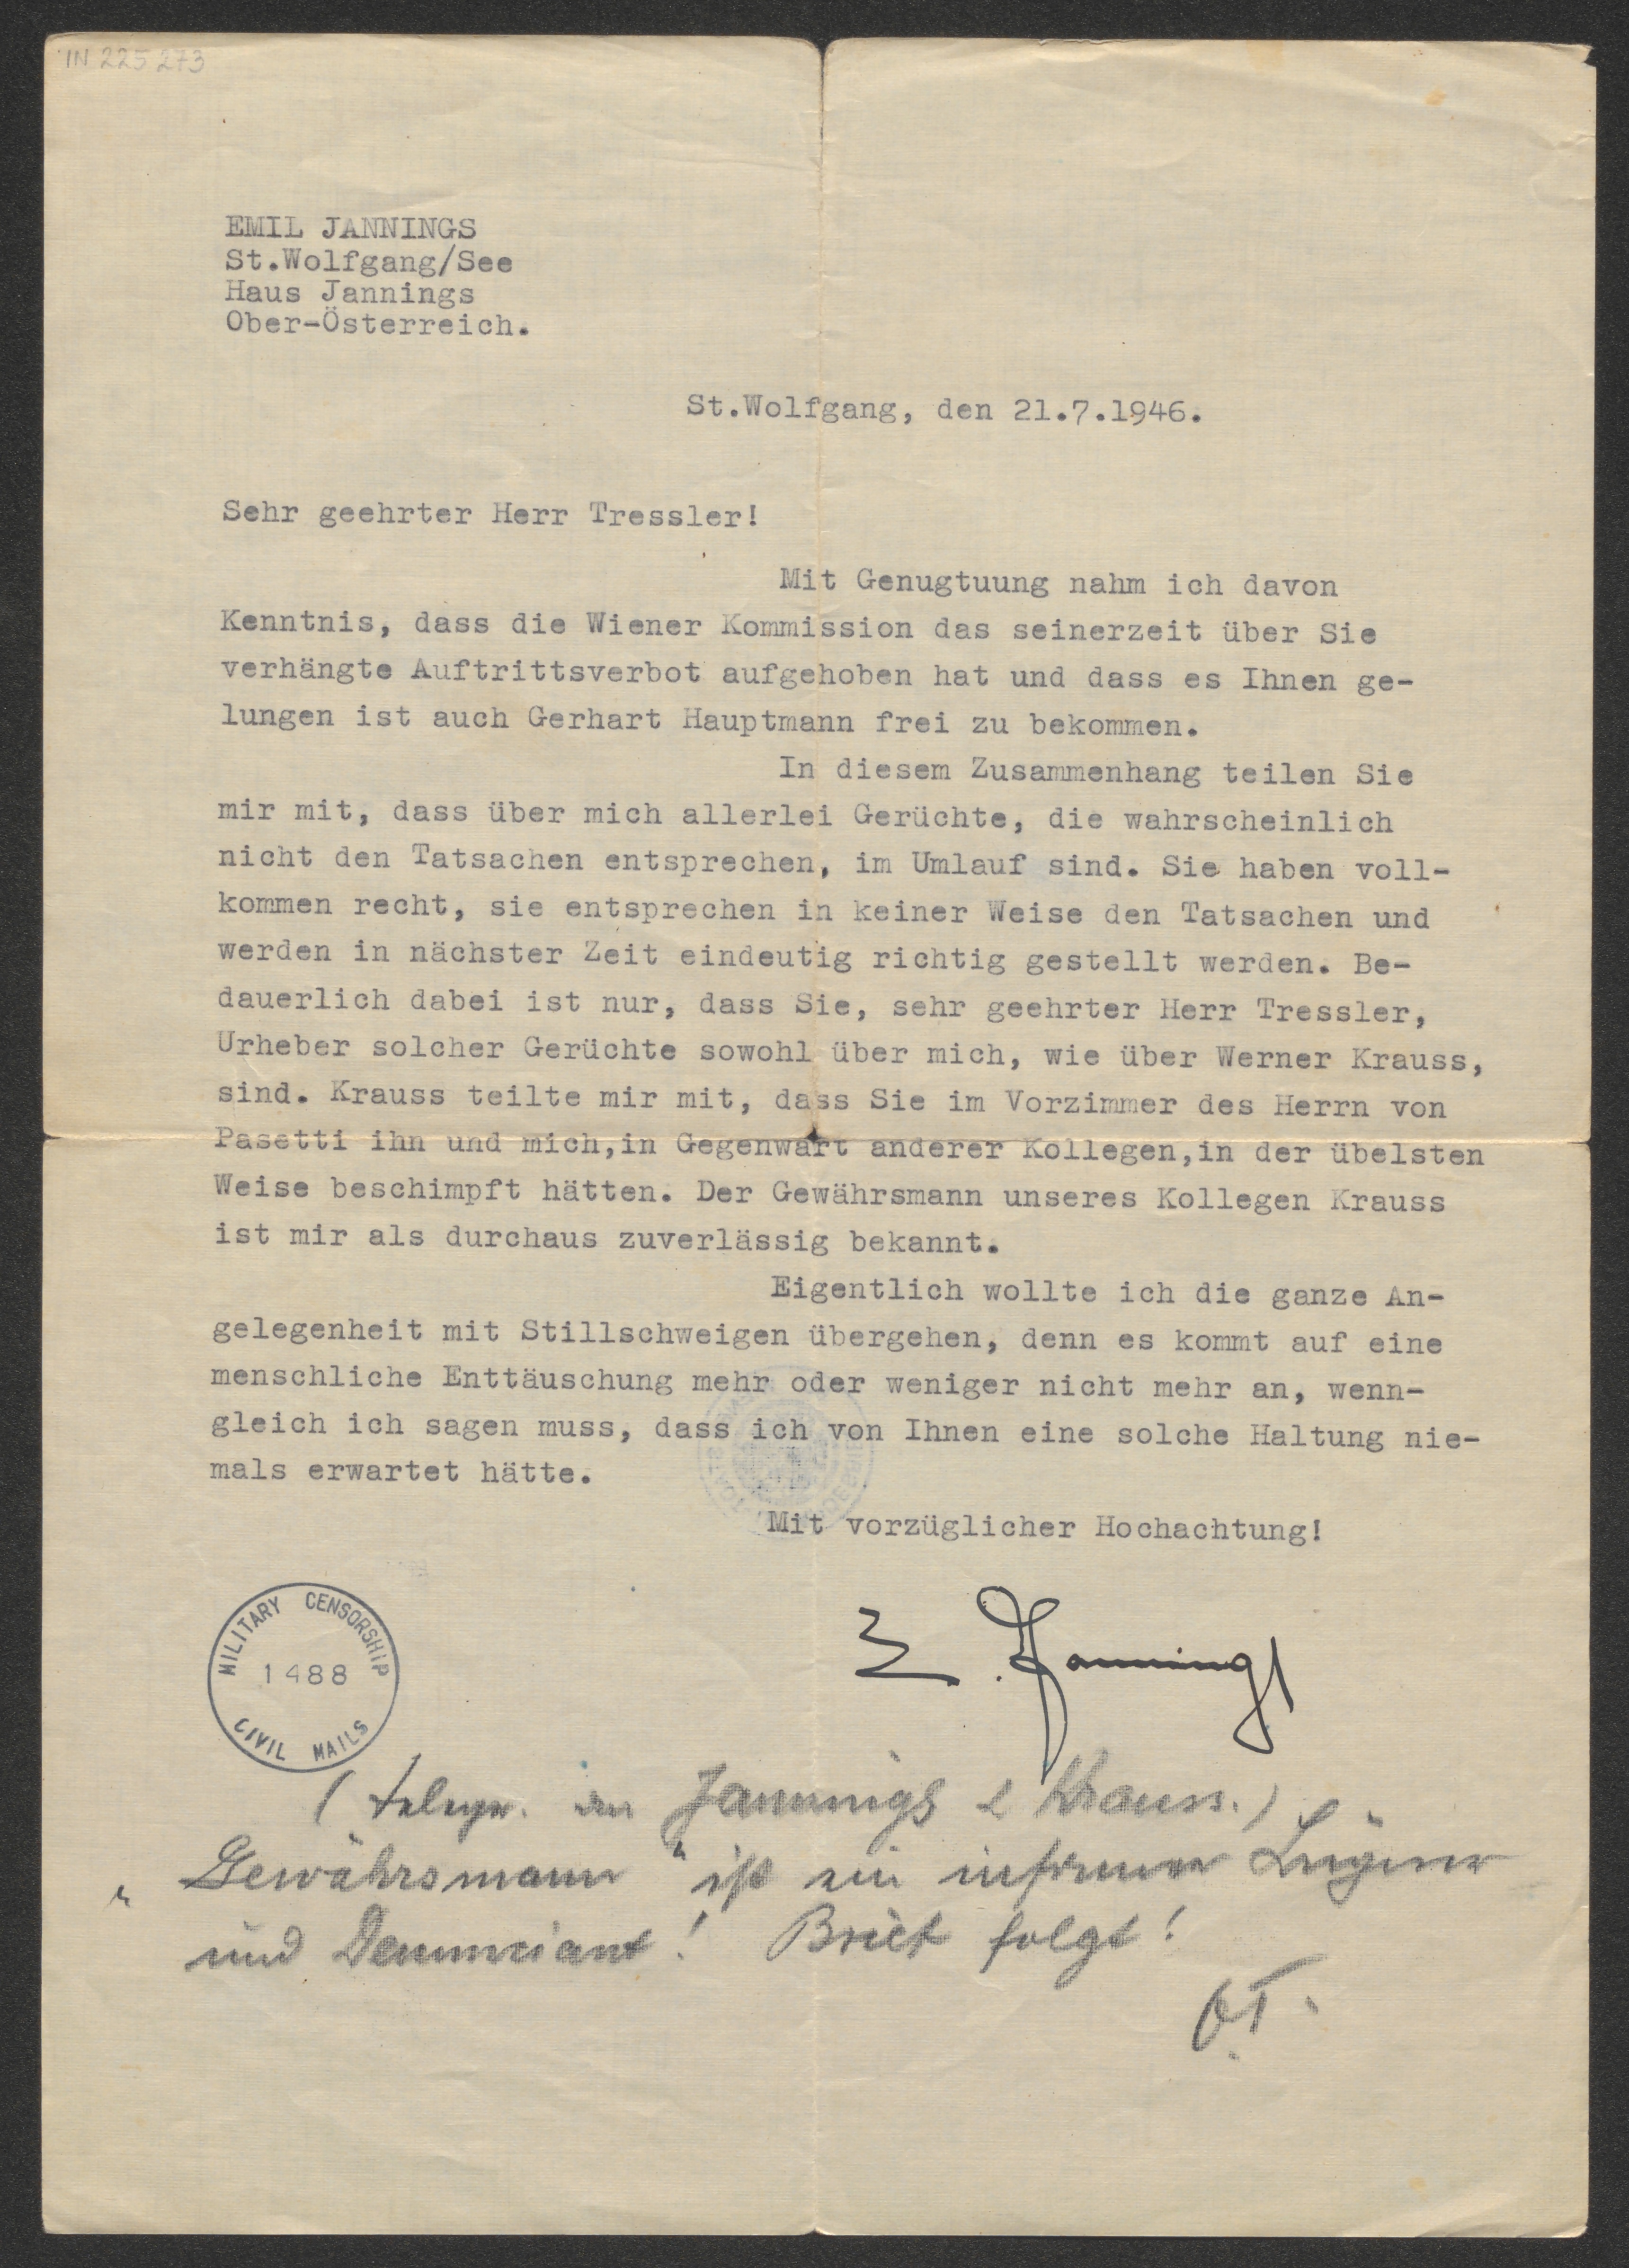 IN 225 273
EMIL JANNINGS
St.Wolfgang/See
Haus Jannings
Ober-Österreich.
St.Wolfgang, den 21.7.1946.
Sehr geehrter Herr Tressler!
Mit Genugtuung nahm ich davon
Kenntnis, dass die Wiener Kommission das seinerzeit über Sie
verhängte Auftrittsverbot aufgehoben hat und dass es Ihnen ge-
lungen ist auch Gerhart Hauptmann frei zu bekommen.
In diesem Zusammenhang teilen Sie
mir mit, dass über mich allerlei Gerüchte, die wahrscheinlich
nicht den Tatsachen entsprechen, im Umlauf sind. Sie haben voll-
kommen recht, sie entsprechen in keiner Weise den Tatsachen und
werden in nächster Zeit eindeutig richtig gestellt werden. Be-
dauerlich dabei ist nur, dass Sie, sehr geehrter Herr Tressler,
Urheber solcher Gerüchte sowohl über mich, wie über Werner Krauss,
sind. Krauss teilte mir mit, dass Sie im Vorzimmer des Herrn von
Pasetti ihn und mich,in Gegenwart anderer Kollegen,in der übelsten
Weise beschimpft hätten. Der Gewährsmann unseres Kollegen Krauss
ist mir als durchaus zuverlässig bekannt.
Eigentlich wollte ich die ganze An-
gelegenheit mit Stillschweigen übergehen, denn es kommt auf eine
menschliche Enttäuschung mehr oder weniger nicht mehr an, wenn-
gleich ich sagen muss, dass ich von Ihnen eine solche Haltung nie-
mals erwartet hätte.
Mit vorzüglicher Hochachtung!
E. Jannings
MILITARY CENSORSHIP
1488
CIVIL MAILS
(Telegr. an Jannings & Krauss.)
„Gewährsmann" ist ein infamer Lügner
und Denunciant! Brief folgt!
OT.